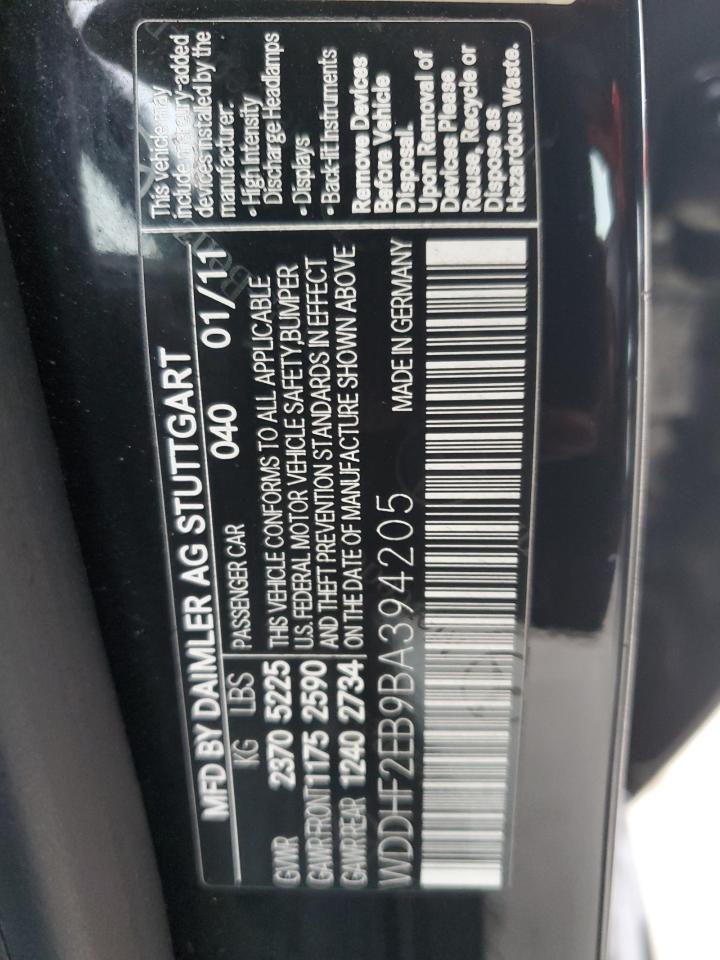 MFD BY DAIMLER AG STUTTGART
KG LBS
GVWR 2370 5225
GAWR FRONT 1175 2590
GAWR REAR 1240 2734
PASSENGER CAR 040 01/11
THIS VEHICLE CONFORMS TO ALL APPLICABLE
U.S. FEDERAL MOTOR VEHICLE SAFETY,BUMPER
AND THEFT PREVENTION STANDARDS IN EFFECT
ON THE DATE OF MANUFACTURE SHOWN ABOVE
WDDHF2EB9BA394205 MADE IN GERMANY
This vehicle may
include mercury-added
devices installed by the
manufacturer:
• High Intensity
Discharge Headlamps
• Displays
• Back-lit Instruments
Remove Devices
Before Vehicle
Disposal.
Upon Removal of
Devices Please
Reuse, Recycle or
Dispose as
Hazardous Waste.